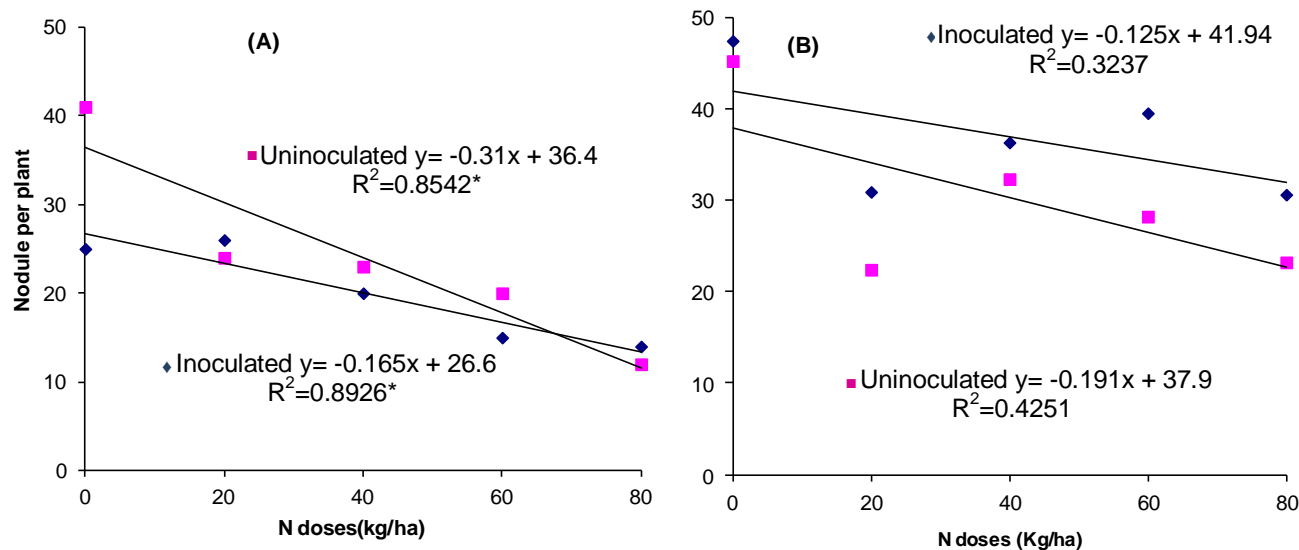 (A)
Nodule per plant
50
40
30
20
10
0
Uninoculated y= -0.31x + 36.4
R²=0.8542*
Inoculated y= -0.165x + 26.6
R²=0.8926*
0 20 40 60 80
N doses(kg/ha)
(B)
50
40
30
20
10
0
Inoculated y= -0.125x + 41.94
R²=0.3237
Uninoculated y= -0.191x + 37.9
R²=0.4251
0 20 40 60 80
N doses (Kg/ha)